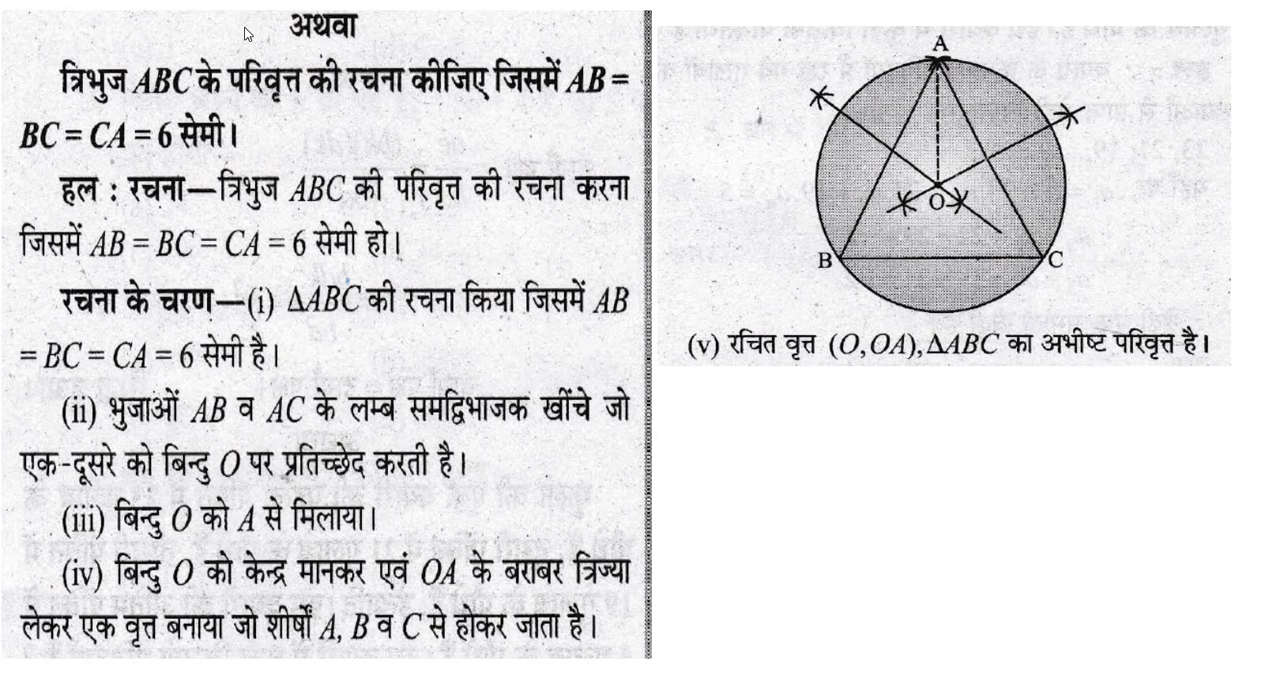 अथवा
त्रिभुज ABC के परिवृत्त की रचना कीजिए जिसमें AB =
BC = CA = 6 सेमी।
हल : रचना—त्रिभुज ABC की परिवृत्त की रचना करना
जिसमें AB = BC = CA = 6 सेमी हो।
रचना के चरण—(i) ΔABC की रचना किया जिसमें AB
= BC = CA = 6 सेमी है।
(ii) भुजाओं AB व AC के लम्ब समद्विभाजक खींचे जो
एक-दूसरे को बिन्दु O पर प्रतिच्छेद करती है।
(iii) बिन्दु O को A से मिलाया।
(iv) बिन्दु O को केन्द्र मानकर एवं OA के बराबर त्रिज्या
लेकर एक वृत्त बनाया जो शीर्षों A, B व C से होकर जाता है।
A
O
B
C
(v) रचित वृत्त (O, OA), ΔABC का अभीष्ट परिवृत्त है।